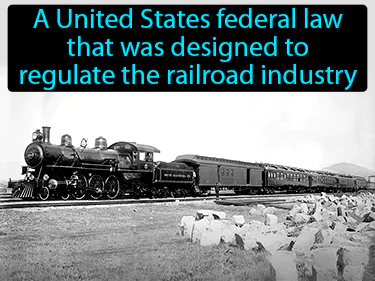 A United States federal law
that was designed to
regulate the railroad industry